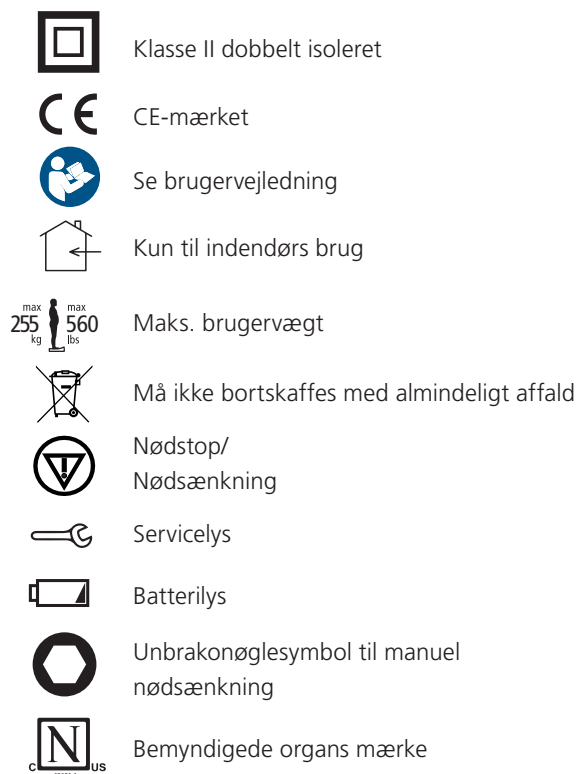 Klasse II dobbelt isoleret
CE
CE-mærket
Se brugervejledning
Kun til indendørs brug
max max
255 560
kg lbs
Maks. brugervægt
Må ikke bortskaffes med almindeligt affald
Nødstop/
Nødsænkning
Servicelys
Batterilys
Unbrakonøglesymbol til manuel
nødsænkning
N
C US
Bemyndigede organs mærke